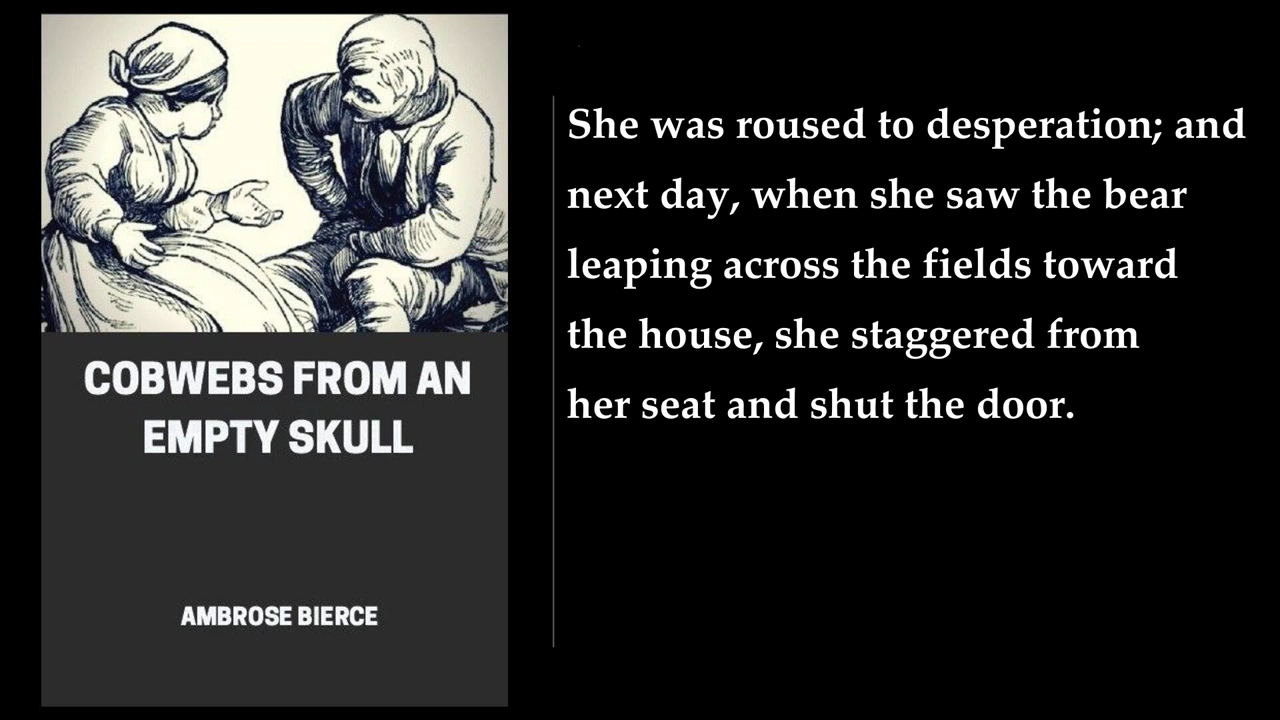 COBWEBS FROM AN
EMPTY SKULL
AMBROSE BIERCE
She was roused to desperation; and
next day, when she saw the bear
leaping across the fields toward
the house, she staggered from
her seat and shut the door.